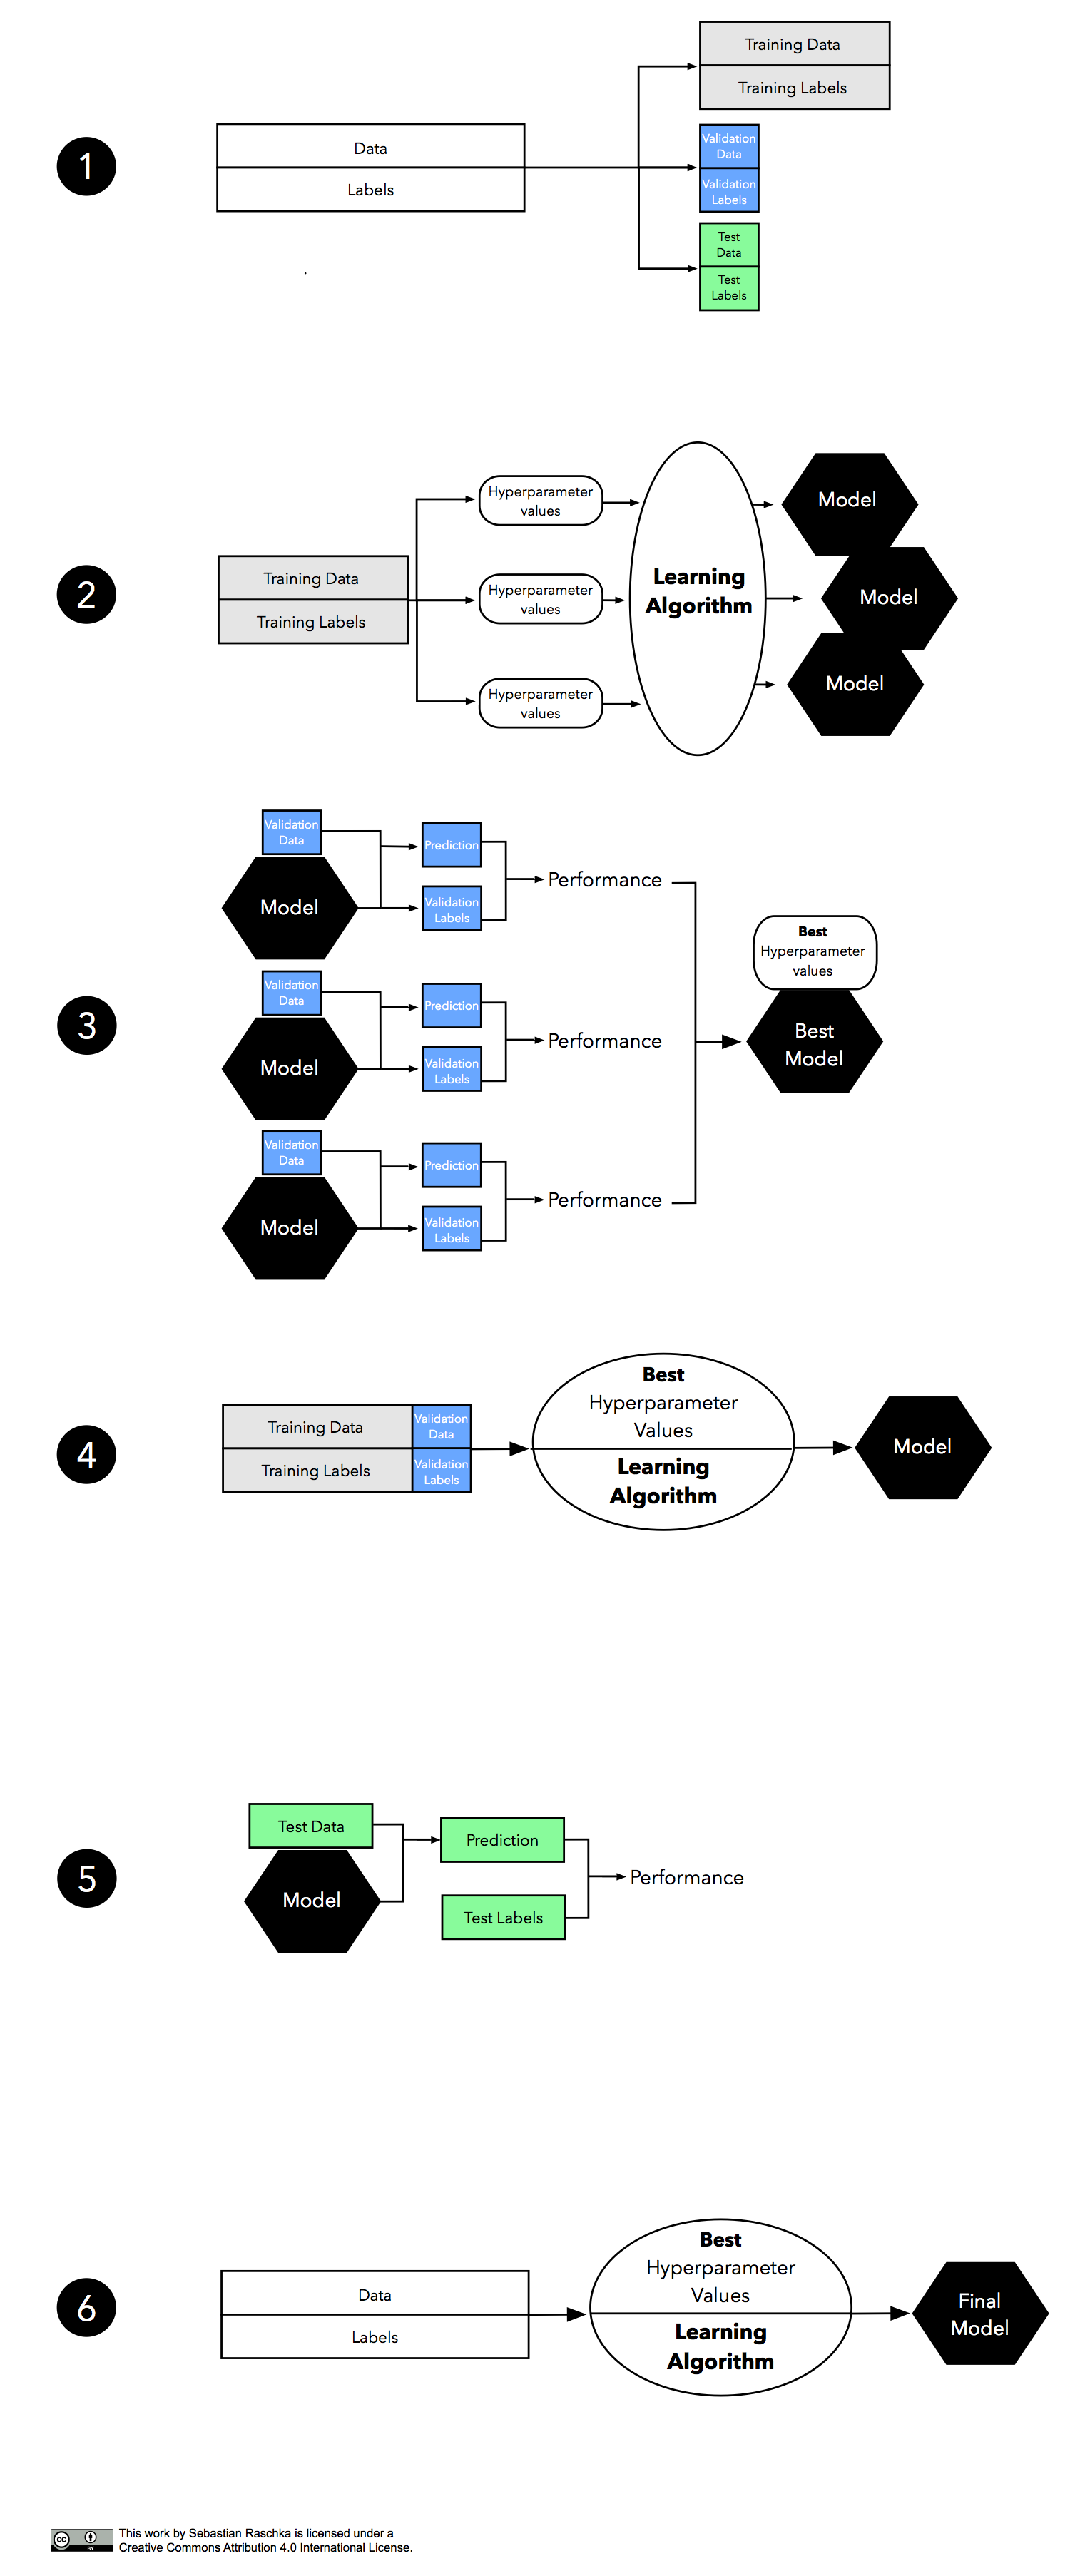 1
Data
Labels
Training Data
Training Labels
Validation
Data
Validation
Labels
Test
Data
Test
Labels
2
Training Data
Training Labels
Hyperparameter
values
Hyperparameter
values
Hyperparameter
values
Learning
Algorithm
Model
Model
Model
3
Validation
Data
Model
Prediction
Validation
Labels
Performance
Validation
Data
Model
Prediction
Validation
Labels
Performance
Validation
Data
Model
Prediction
Validation
Labels
Performance
Best
Hyperparameter
values
Best
Model
4
Training Data
Training Labels
Validation
Data
Validation
Labels
Best
Hyperparameter
Values
Learning
Algorithm
Model
5
Test Data
Model
Prediction
Test Labels
Performance
6
Data
Labels
Best
Hyperparameter
Values
Learning
Algorithm
Final
Model
cc
BY
This work by Sebastian Raschka is licensed under a
Creative Commons Attribution 4.0 International License.